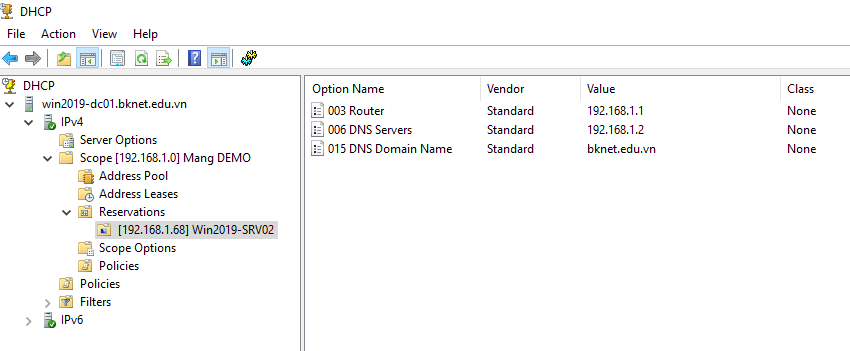 DHCP
File Action View Help
DHCP
win2019-dc01.bknet.edu.vn
IPv4
Server Options
Scope [192.168.1.0] Mang DEMO
Address Pool
Address Leases
Reservations
[192.168.1.68] Win2019-SRV02
Scope Options
Policies
Policies
Filters
IPv6
Option Name Vendor Value Class
003 Router Standard 192.168.1.1 None
006 DNS Servers Standard 192.168.1.2 None
015 DNS Domain Name Standard bknet.edu.vn None